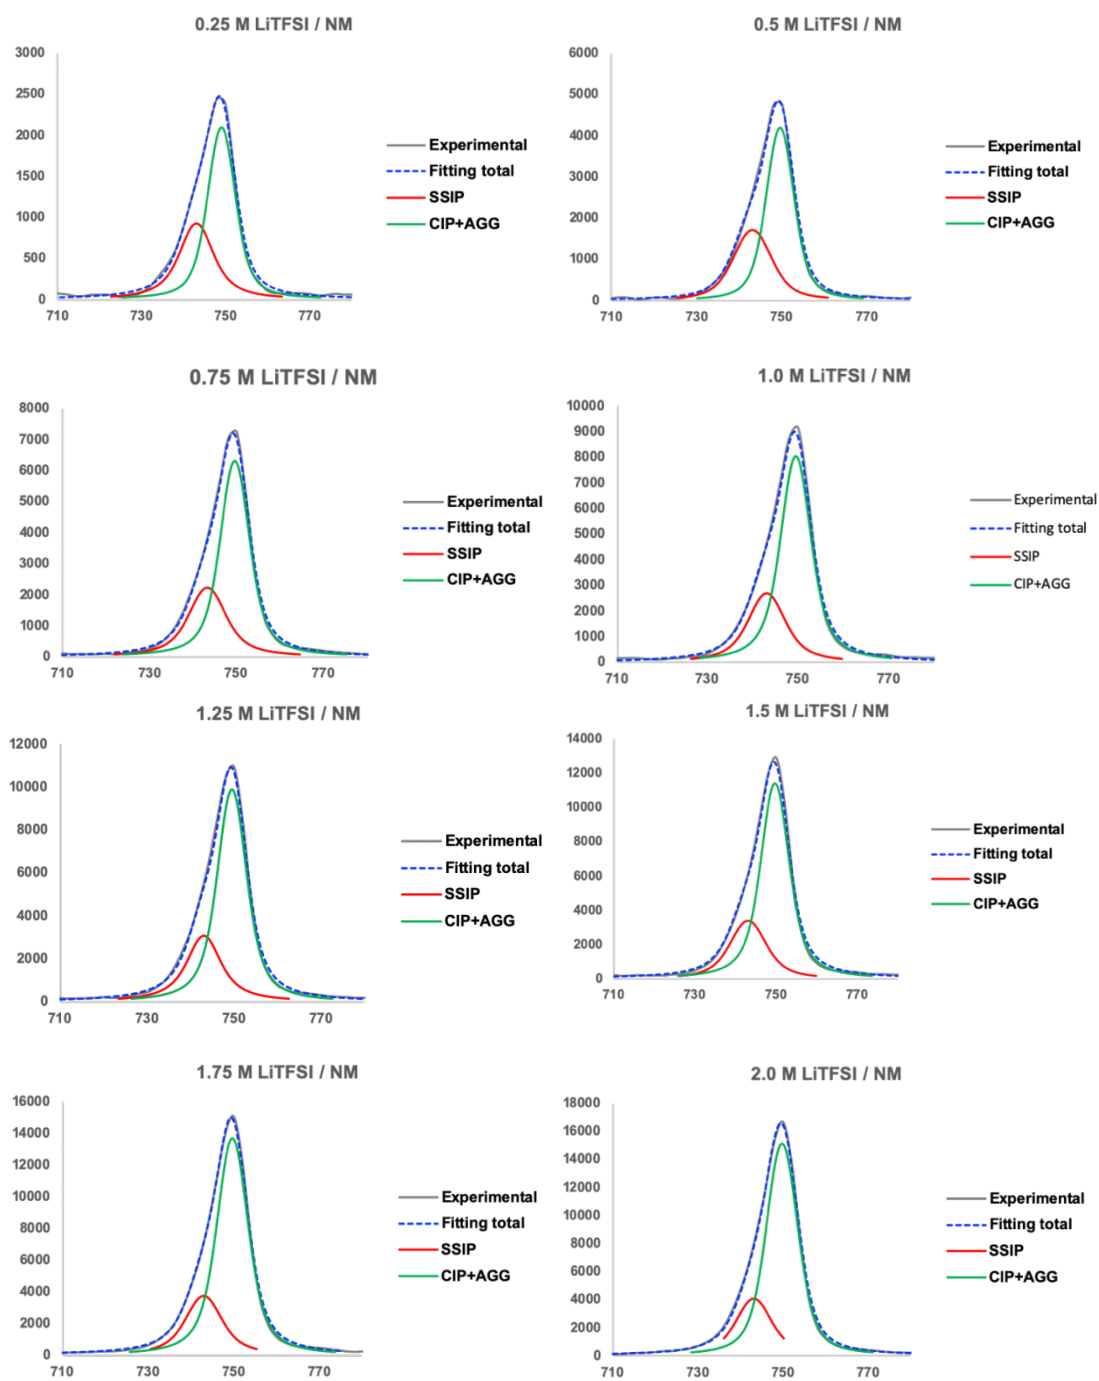 0.25 M LiTFSI / NM
3000
2500
2000
1500
1000
500
0
710 730 750 770
Experimental
Fitting total
SSIP
CIP+AGG
0.5 M LiTFSI / NM
6000
5000
4000
3000
2000
1000
0
710 730 750 770
Experimental
Fitting total
SSIP
CIP+AGG
0.75 M LiTFSI / NM
8000
7000
6000
5000
4000
3000
2000
1000
0
710 730 750 770
Experimental
Fitting total
SSIP
CIP+AGG
1.0 M LiTFSI / NM
10000
9000
8000
7000
6000
5000
4000
3000
2000
1000
0
710 730 750 770
Experimental
Fitting total
SSIP
CIP+AGG
1.25 M LiTFSI / NM
12000
10000
8000
6000
4000
2000
0
710 730 750 770
Experimental
Fitting total
SSIP
CIP+AGG
1.5 M LiTFSI / NM
14000
12000
10000
8000
6000
4000
2000
0
710 730 750 770
Experimental
Fitting total
SSIP
CIP+AGG
1.75 M LiTFSI / NM
16000
14000
12000
10000
8000
6000
4000
2000
0
710 730 750 770
Experimental
Fitting total
SSIP
CIP+AGG
2.0 M LiTFSI / NM
18000
16000
14000
12000
10000
8000
6000
4000
2000
0
710 730 750 770
Experimental
Fitting total
SSIP
CIP+AGG